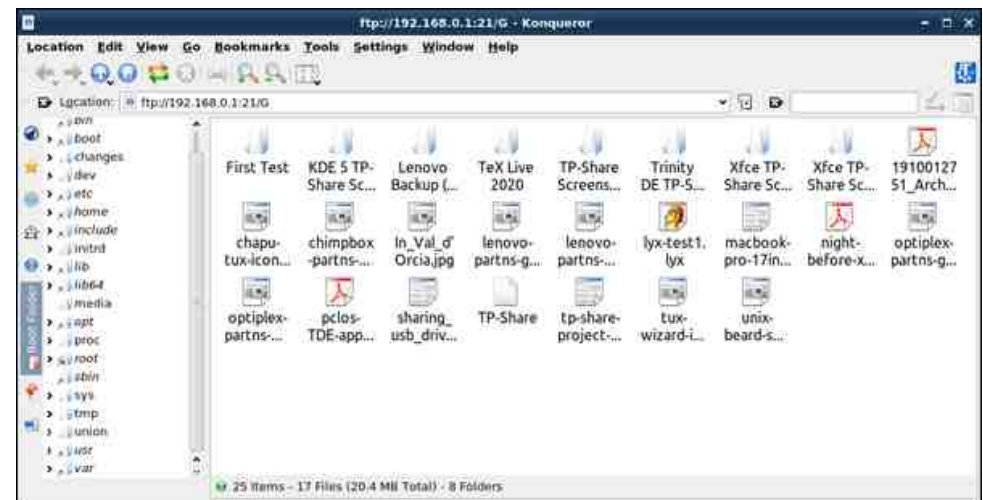 ftp://192.168.0.1:21/G - Konqueror
Location Edit View Go Bookmarks Tools Settings Window Help
Location: ftp://192.168.0.1:21/G
bin
boot
changes
dev
etc
home
include
initrd
lib
lib64
media
opt
proc
root
sbin
sys
tmp
union
usr
var
Root Folder
First Test
KDE 5 TP-
Share Sc...
Lenovo
Backup (...
TeX Live
2020
TP-Share
Screens...
Trinity
DE TP-S...
Xfce TP-
Share Sc...
Xfce TP-
Share Sc...
19100127
51_Arch...
chapu-
tux-icon...
chimpbox
-partns-...
In_Val_d'
Orcia.jpg
lenovo-
partns-g...
lenovo-
partns-...
lyx-test1.
lyx
macbook-
pro-17in...
night-
before-x...
optiplex-
partns-g...
optiplex-
partns-...
pclos-
TDE-app...
sharing_
usb_driv...
TP-Share
tp-share-
project-...
tux-
wizard-i...
unix-
beard-s...
25 Items - 17 Files (20.4 MB Total) - 8 Folders